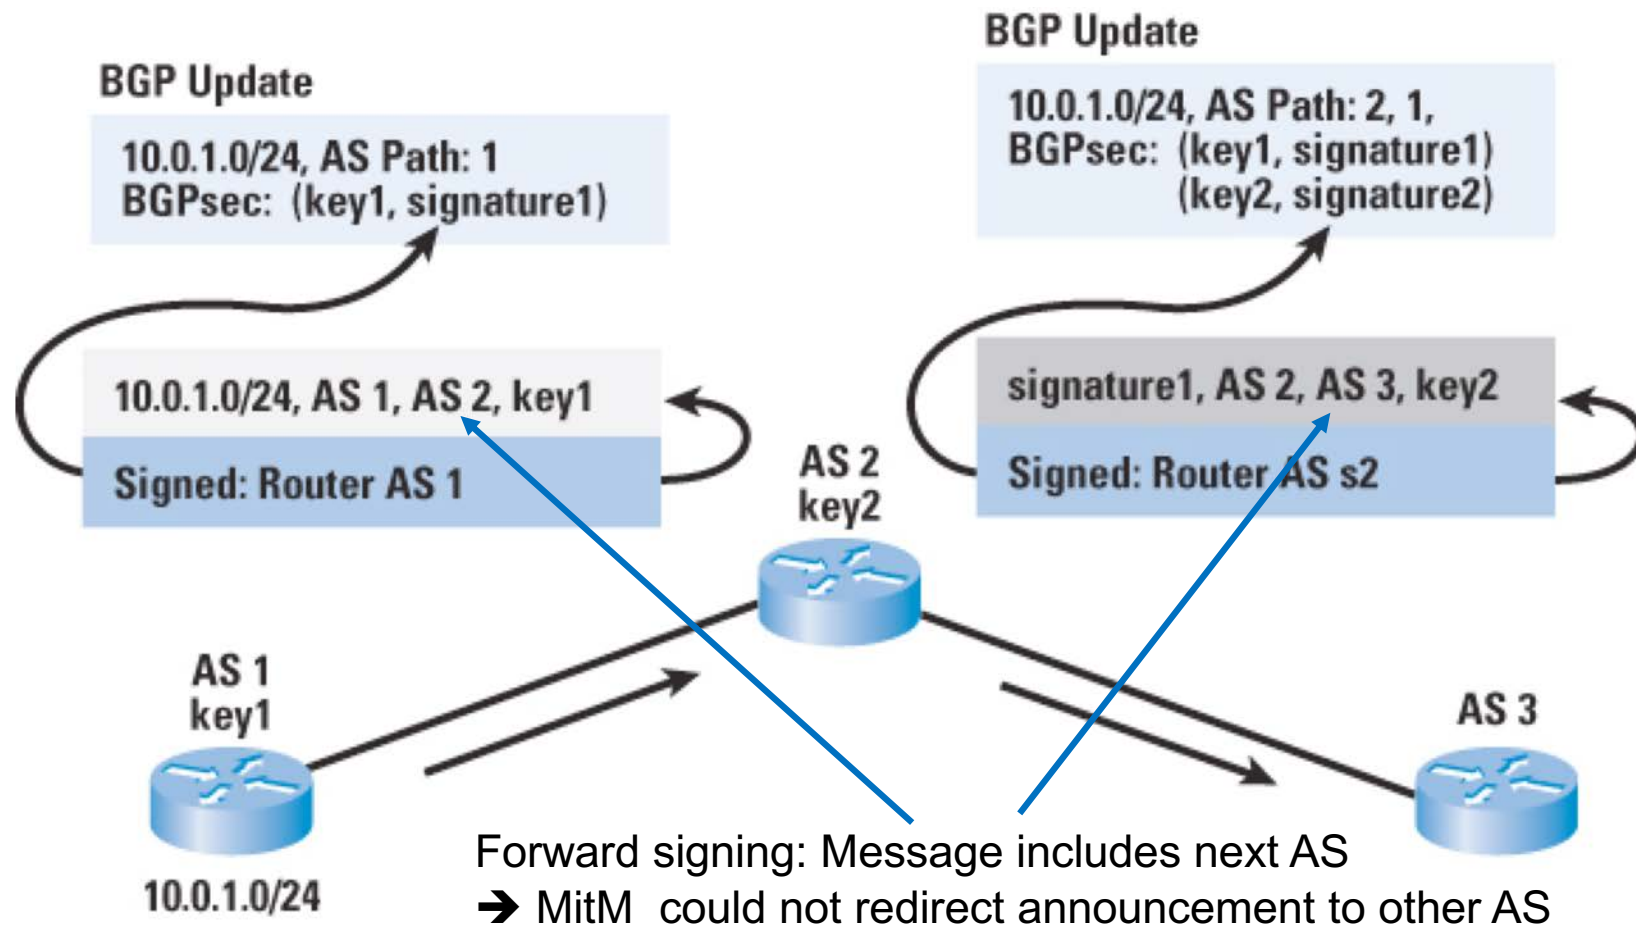 BGP Update
10.0.1.0/24, AS Path: 1
BGPsec: (key1, signature1)
10.0.1.0/24, AS 1, AS 2, key1
Signed: Router AS 1
BGP Update
10.0.1.0/24, AS Path: 2, 1,
BGPsec: (key1, signature1)
(key2, signature2)
signature1, AS 2, AS 3, key2
Signed: Router AS s2
AS 2
key2
AS 1
key1
10.0.1.0/24
AS 3
Forward signing: Message includes next AS
➔ MitM could not redirect announcement to other AS